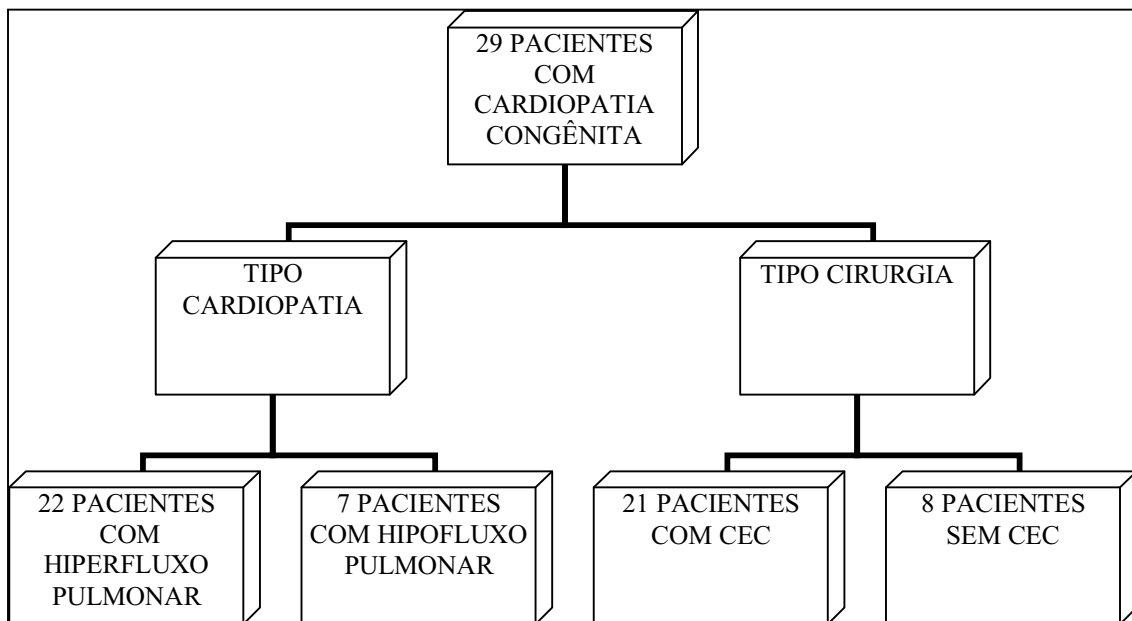 29 PACIENTES
COM
CARDIOPATIA
CONGÊNITA
TIPO
CARDIOPATIA
TIPO CIRURGIA
22 PACIENTES
COM
HIPERFLUXO
PULMONAR
7 PACIENTES
COM HIPOFLUXO
PULMONAR
21 PACIENTES
COM CEC
8 PACIENTES
SEM CEC